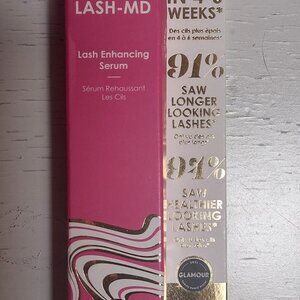 LASH-MD
Lash Enhancing
Serum
Sérum Rehaussant
Les Cils
WEEKS*
Des cils plus épais
en 4 à 6 semaines*
91%
SAW
LONGER
LOOKING
LASHES*
94%
SAW
HEALTHIER
LOOKING
LASHES*
GLAMOUR